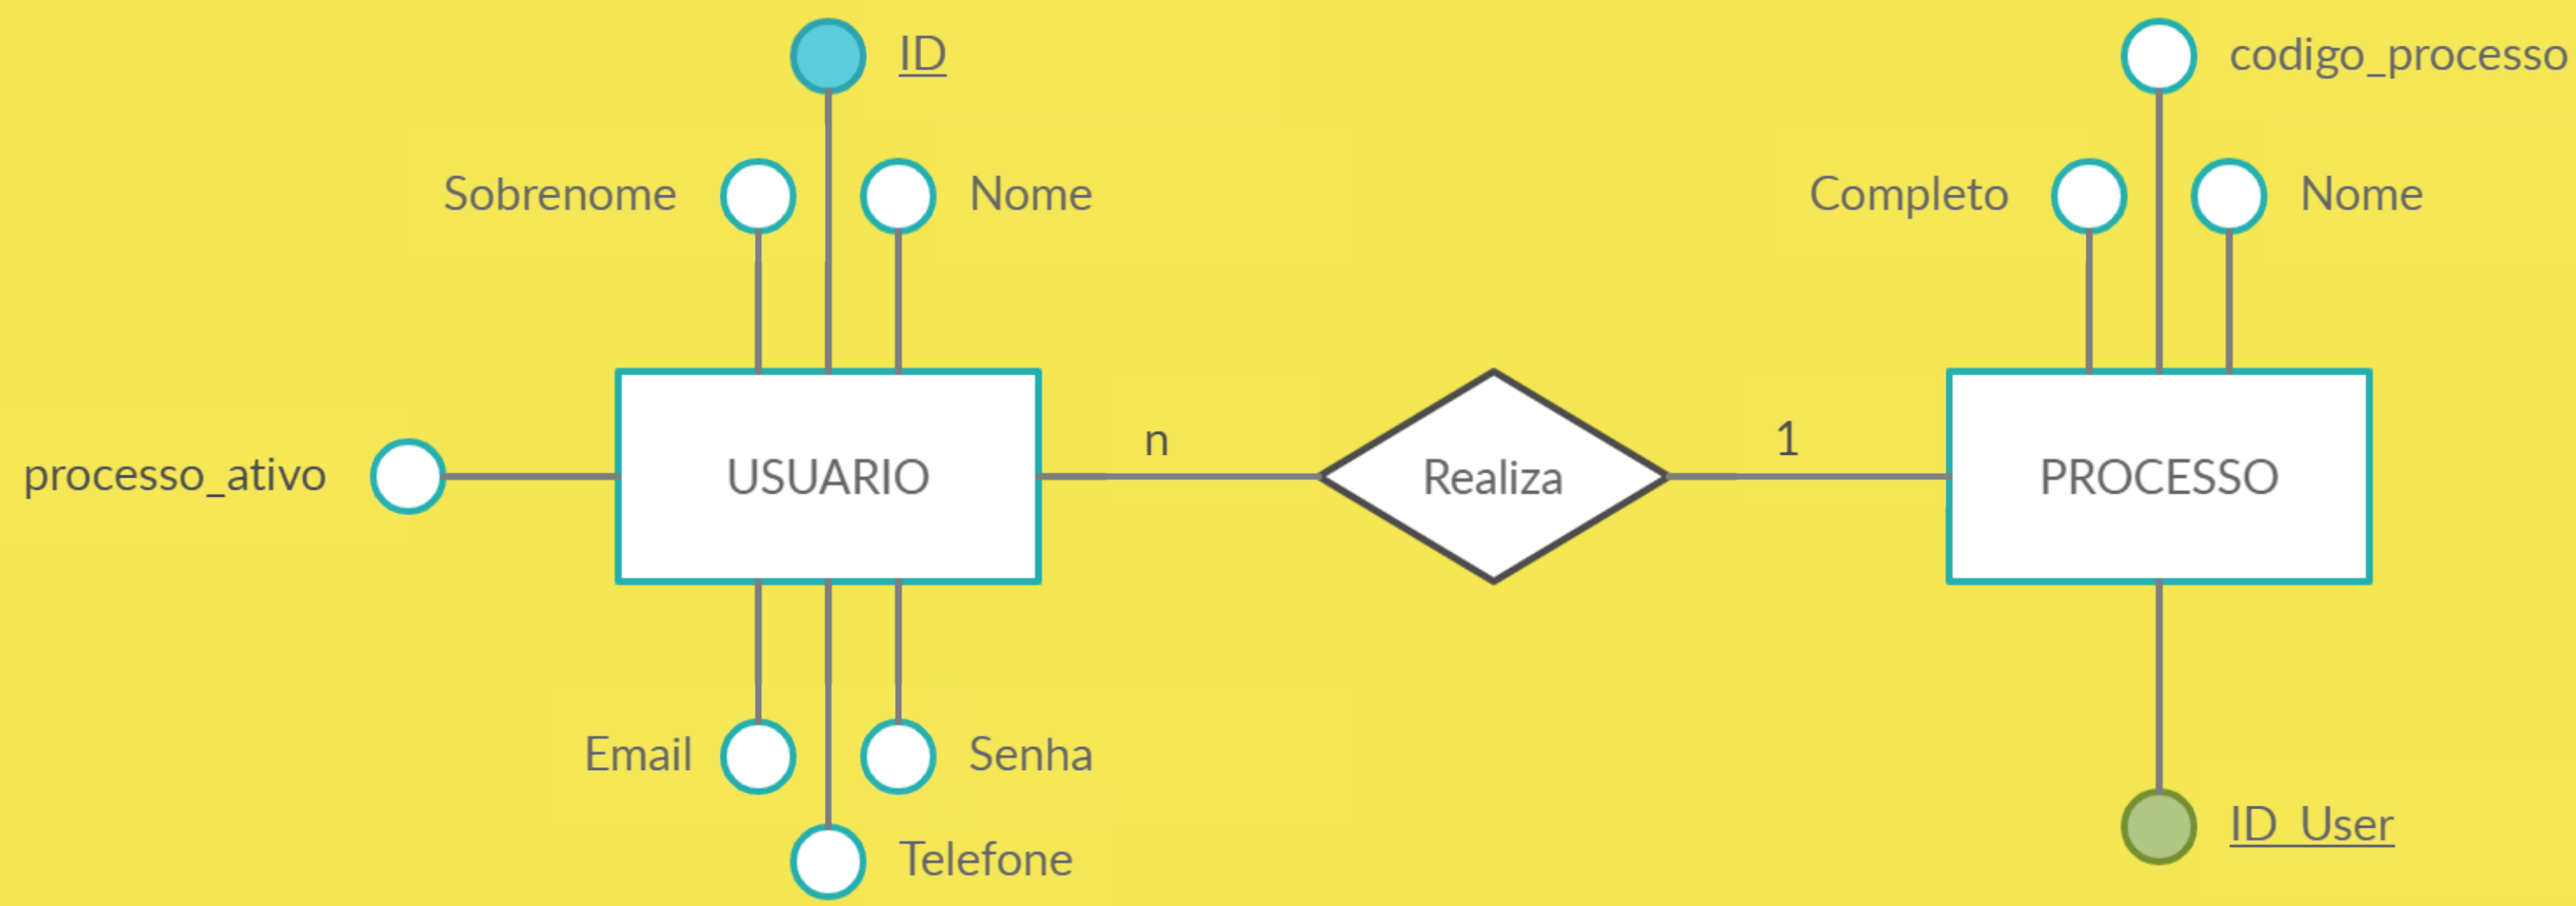 ID
codigo_processo
Sobrenome
Nome
Completo
Nome
processo_ativo
USUARIO
n
Realiza
1
PROCESSO
Email
Senha
Telefone
ID_User